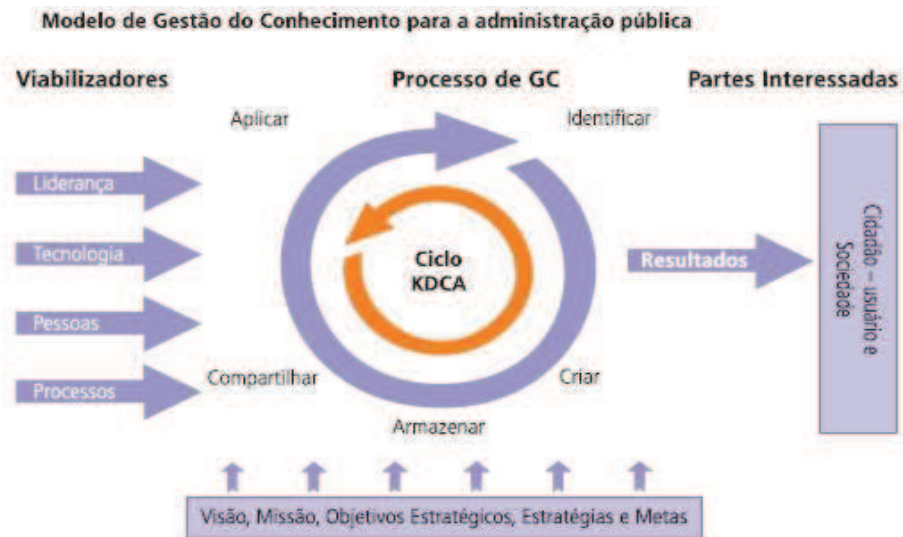 Modelo de Gestão do Conhecimento para a administração pública
Viabilizadores
Processo de GC
Partes Interessadas
Aplicar
Identificar
Liderança
Tecnologia
Pessoas
Processos
Ciclo
KDCA
Resultados
Cidadão – usuário e
Sociedade
Compartilhar
Criar
Armazenar
Visão, Missão, Objetivos Estratégicos, Estratégias e Metas